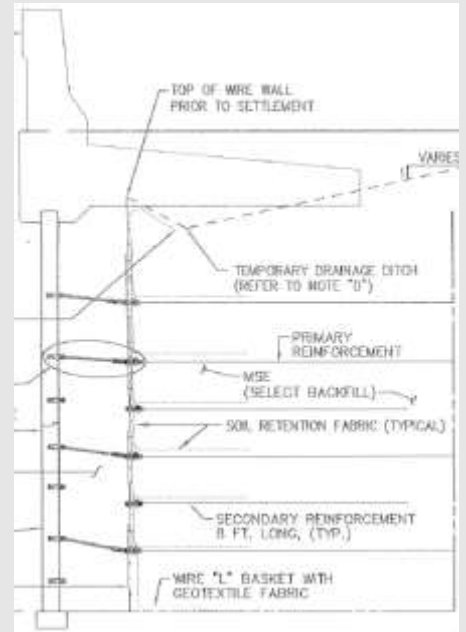 TOP OF WIRE WALL
PRIOR TO SETTLEMENT
VARIES
TEMPORARY DRAINAGE DITCH
(REFER TO NOTE "D")
PRIMARY
REINFORCEMENT
MSE
(SELECT BACKFILL)
SOIL RETENTION FABRIC (TYPICAL)
SECONDARY REINFORCEMENT
8 FT. LONG, (TYP.)
WIRE "L" BASKET WITH
GEOTEXTILE FABRIC